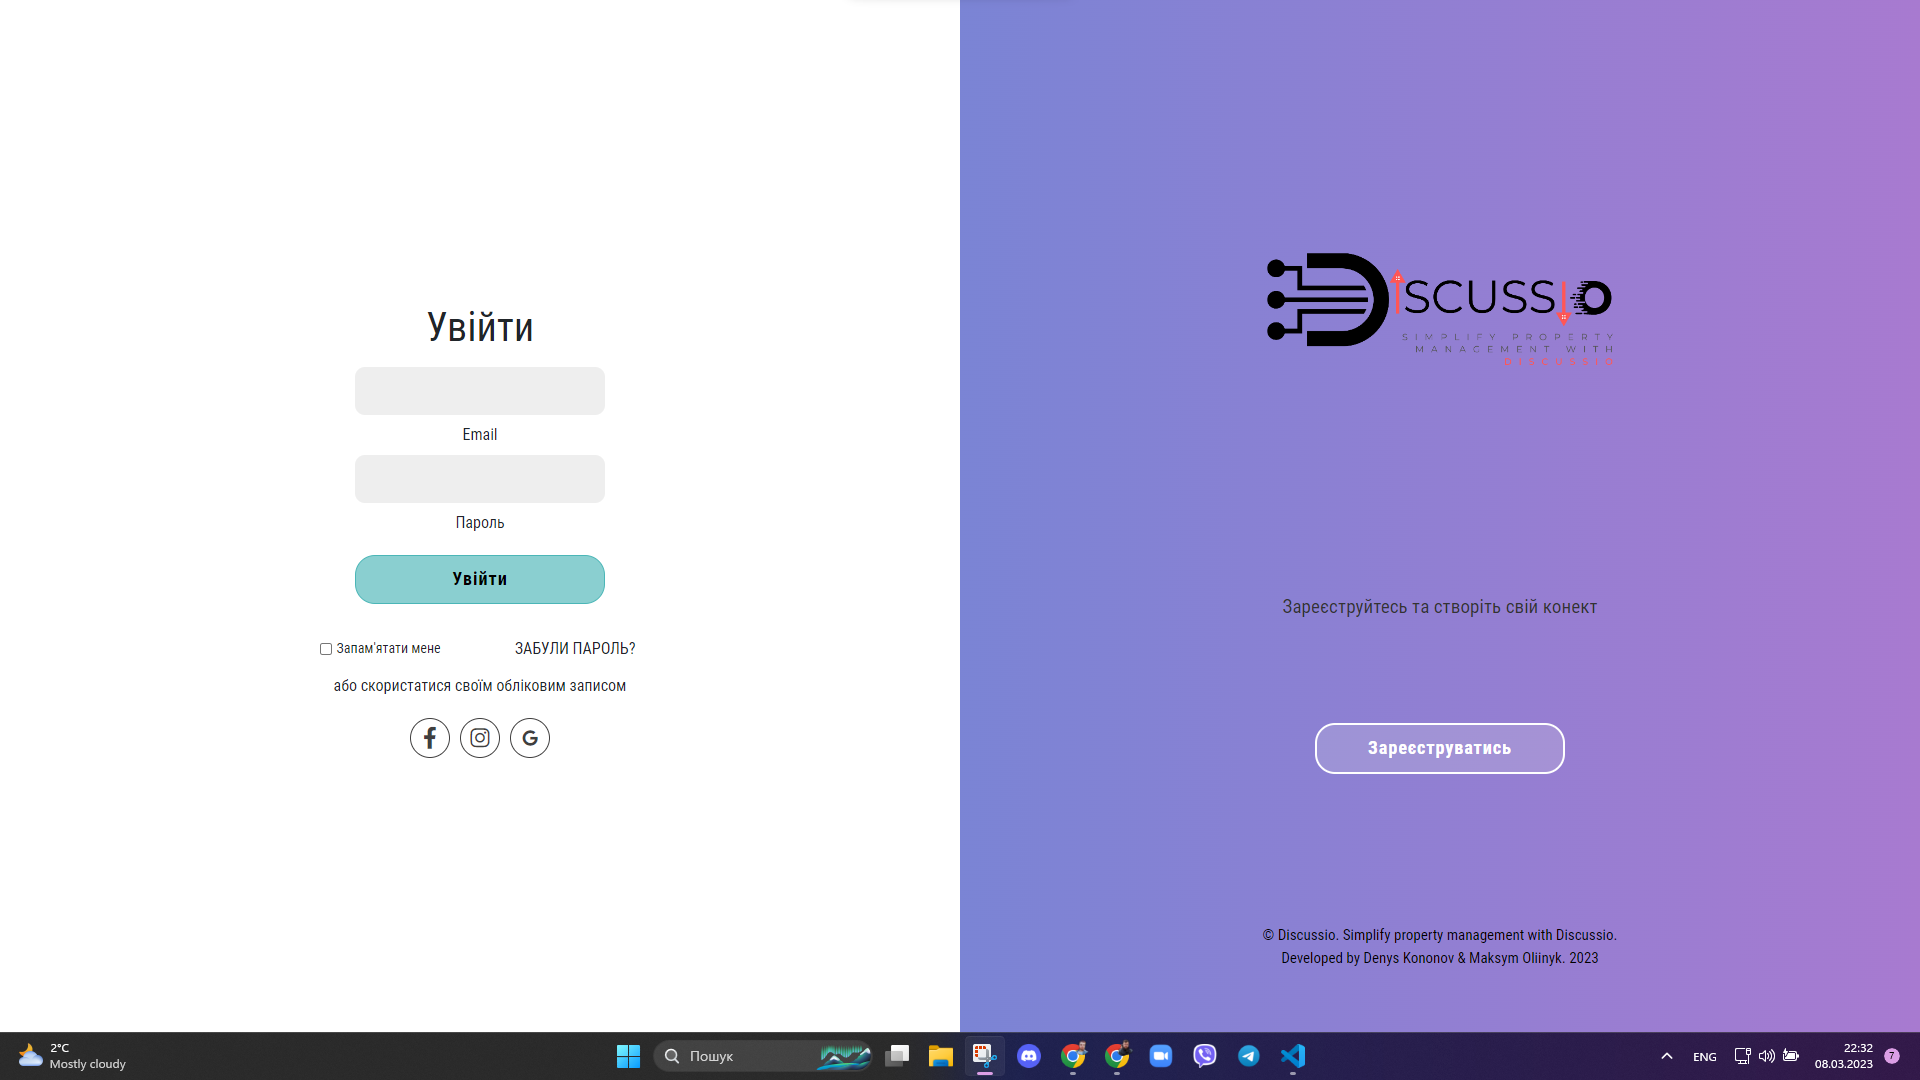 Увійти
Email
Пароль
Увійти
Запам'ятати мене
ЗАБУЛИ ПАРОЛЬ?
або скористатися своїм обліковим записом
DISCUSSIO
SIMPLIFY PROPERTY
MANAGEMENT WITH
DISCUSSIO
Зареєструйтесь та створіть свій конект
Зареєструватись
© Discussio. Simplify property management with Discussio.
Developed by Denys Kononov & Maksym Oliinyk. 2023
2°C
Mostly cloudy
Пошук
ENG
22:32
08.03.2023
7